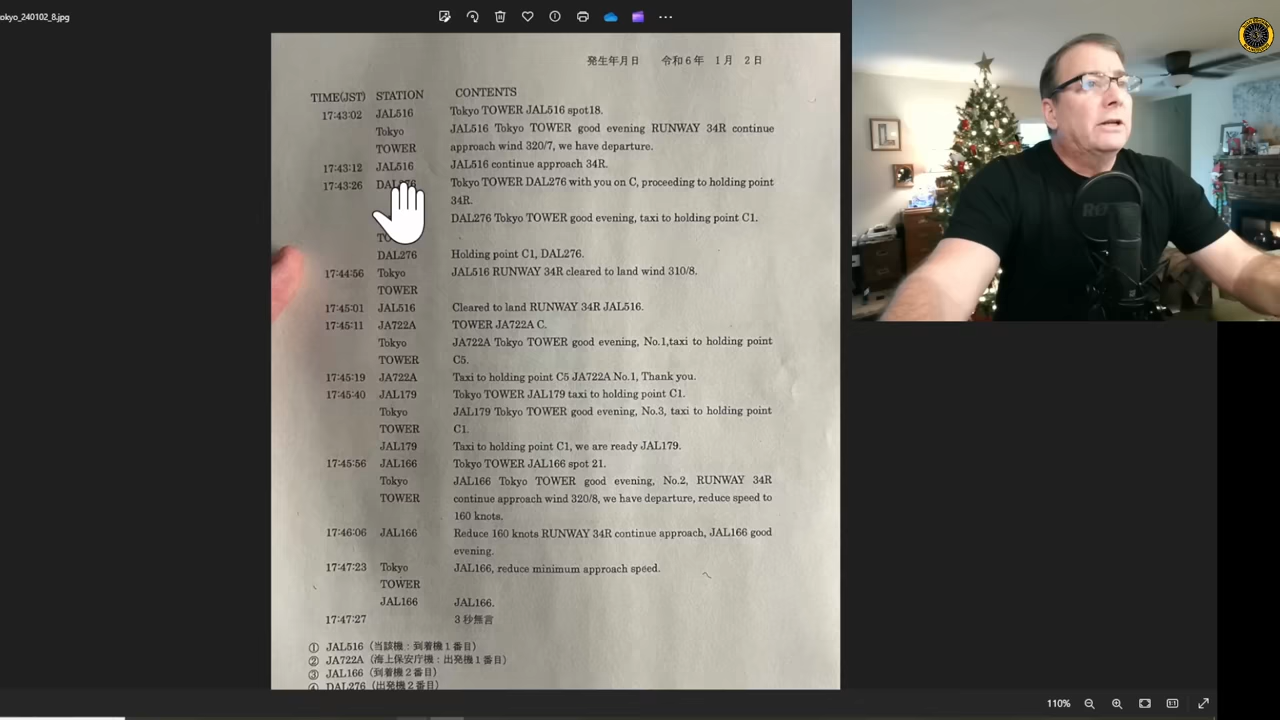 okyo_240102_8.jpg
発生年月日 令和6年 1月 2日
TIME(JST) STATION CONTENTS
17:43:02 JAL516 Tokyo TOWER JAL516 spot18.
Tokyo JAL516 Tokyo TOWER good evening RUNWAY 34R continue
TOWER approach wind 320/7, we have departure.
17:43:12 JAL516 JAL516 continue approach 34R.
17:43:26 Tokyo TOWER DAL276 with you on C, proceeding to holding point
34R.
DAL276 Tokyo TOWER good evening, taxi to holding point C1.
DAL276 Holding point C1, DAL276.
17:44:56 Tokyo JAL516 RUNWAY 34R cleared to land wind 310/8.
TOWER
17:45:01 JAL516 Cleared to land RUNWAY 34R JAL516.
17:45:11 JA722A TOWER JA722A C.
Tokyo JA722A Tokyo TOWER good evening, No.1,taxi to holding point
TOWER C5.
17:45:19 JA722A Taxi to holding point C5 JA722A No.1, Thank you.
17:45:40 JAL179 Tokyo TOWER JAL179 taxi to holding point C1.
Tokyo JAL179 Tokyo TOWER good evening, No.3, taxi to holding point
TOWER C1.
JAL179 Taxi to holding point C1, we are ready JAL179.
17:45:56 JAL166 Tokyo TOWER JAL166 spot 21.
Tokyo JAL166 Tokyo TOWER good evening, No.2, RUNWAY 34R
TOWER continue approach wind 320/8, we have departure, reduce speed to
160 knots.
17:46:06 JAL166 Reduce 160 knots RUNWAY 34R continue approach, JAL166 good
evening.
17:47:23 Tokyo JAL166, reduce minimum approach speed.
TOWER
JAL166 JAL166.
17:47:27 3秒無言
① JAL516（当該機：到着機1番目）
② JA722A（海上保安庁機：出発機1番目）
③ JAL166（到着機2番目）
④ DAL276（出発機2番目）
110%